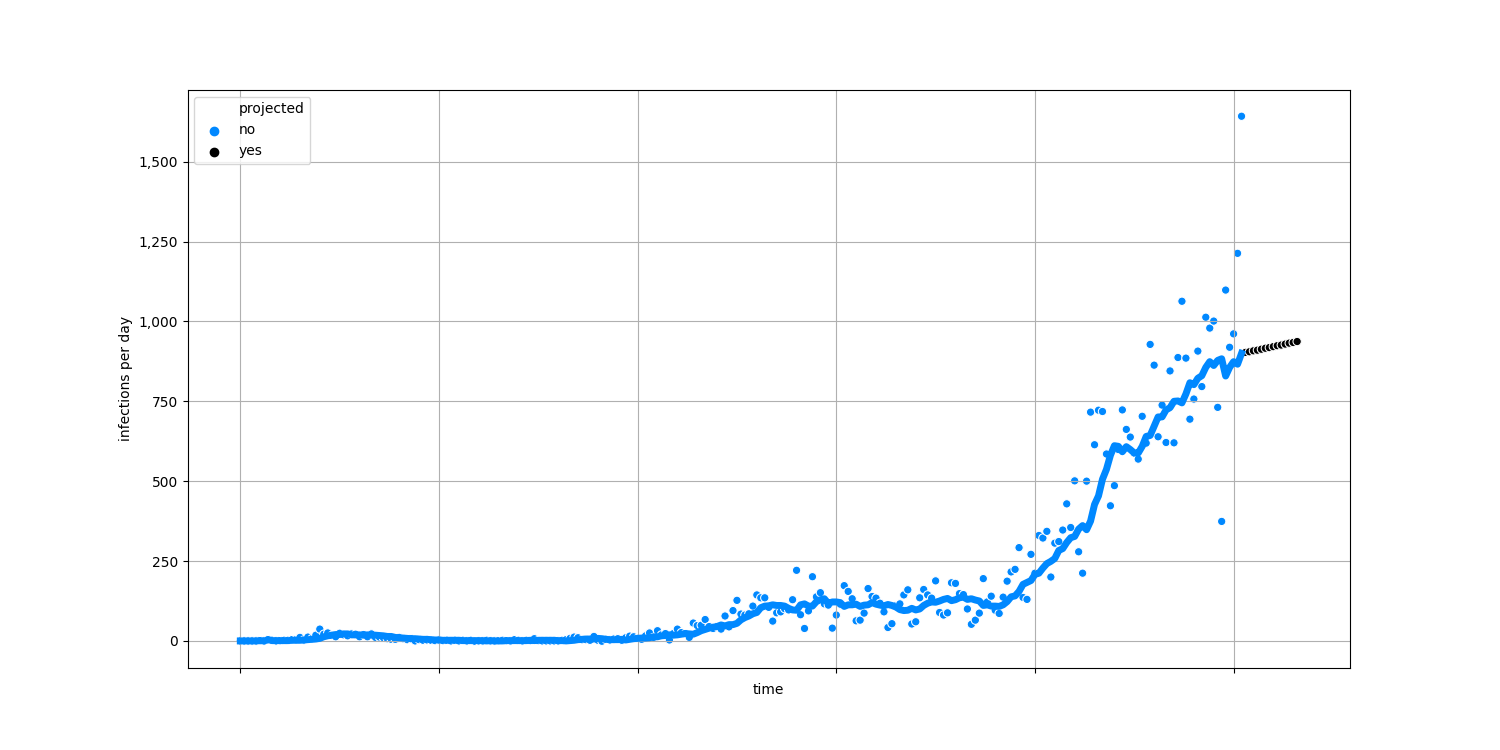 projected
no
yes
1,500
1,250
1,000
750
500
250
0
infections per day
time